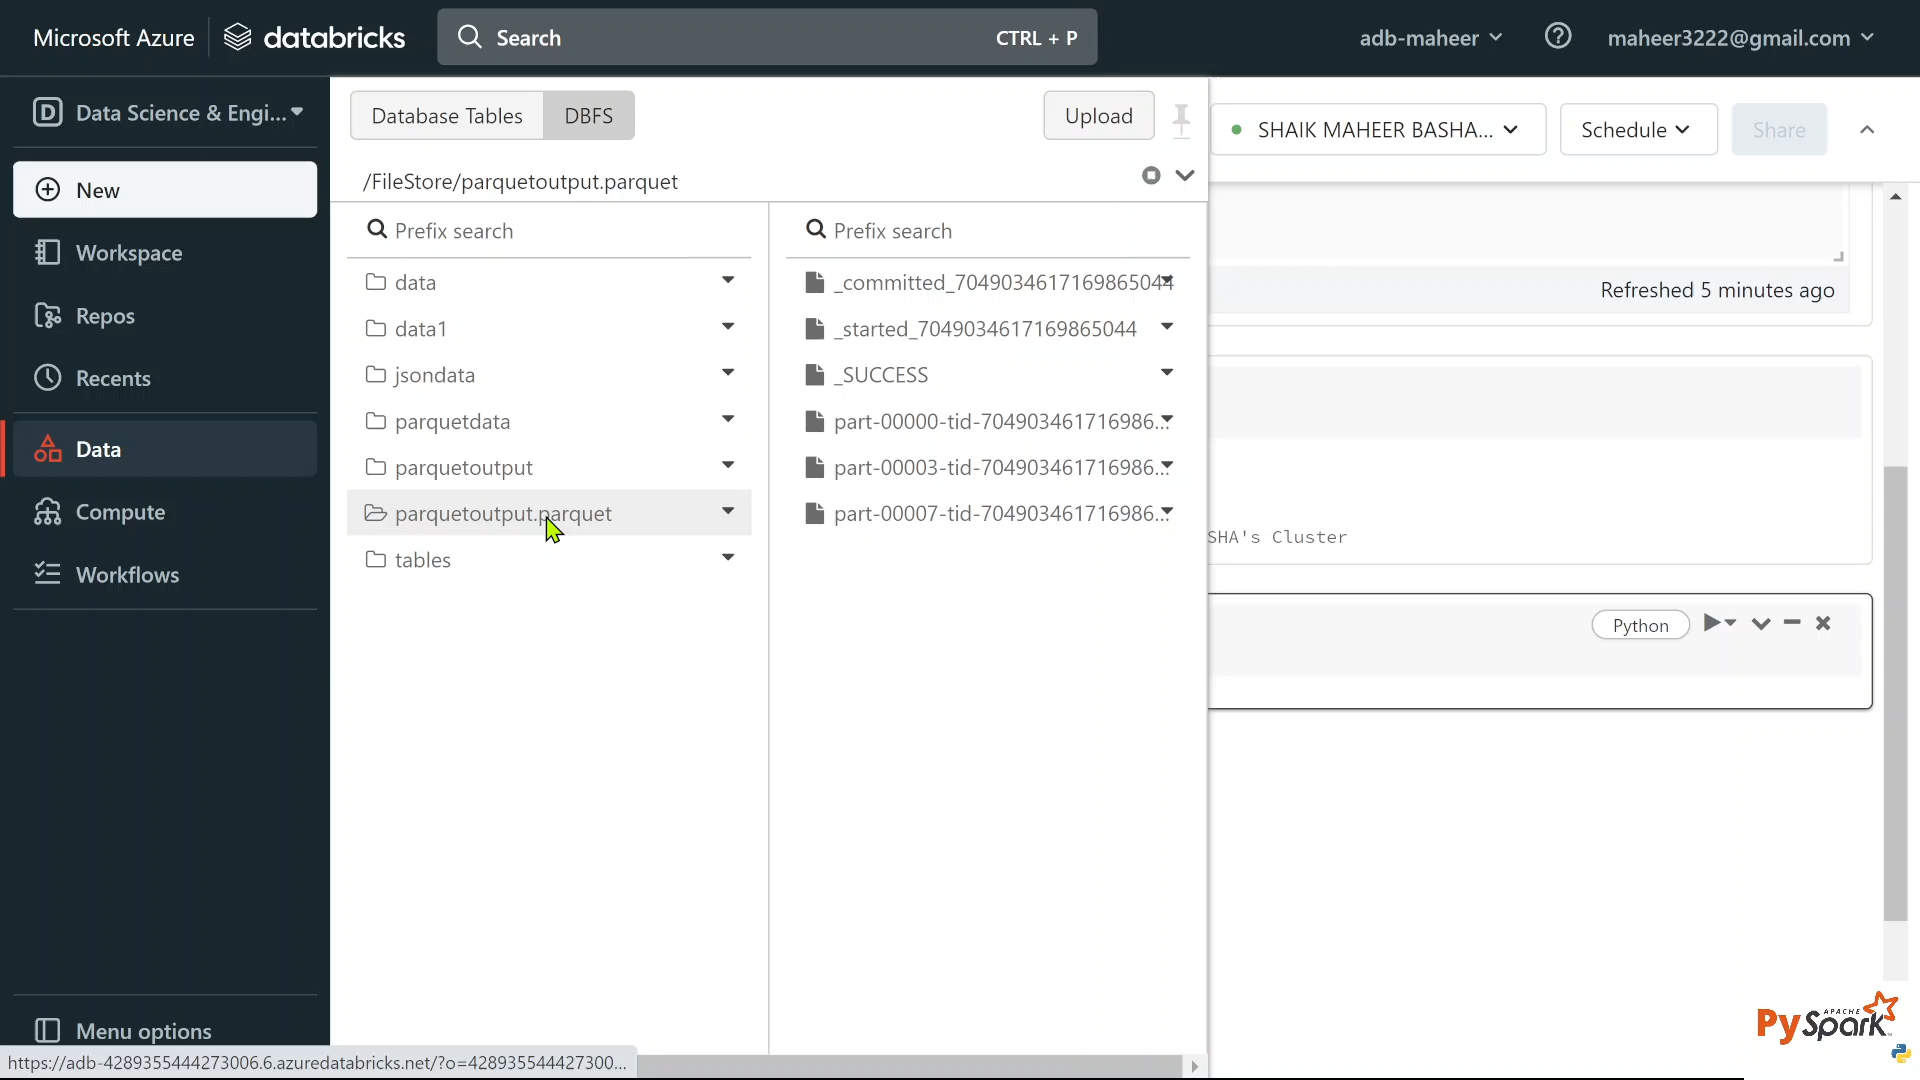 Microsoft Azure databricks Search CTRL + P adb-maheer maheer3222@gmail.com
Data Science & Engi...
New
Workspace
Repos
Recents
Data
Compute
Workflows
Menu options
Database Tables DBFS Upload
/FileStore/parquetoutput.parquet
Prefix search
data
data1
jsondata
parquetdata
parquetoutput
parquetoutput.parquet
tables
Prefix search
_committed_7049034617169865044
_started_7049034617169865044
_SUCCESS
part-00000-tid-704903461716986...
part-00003-tid-704903461716986...
part-00007-tid-704903461716986...
SHAIK MAHEER BASHA... Schedule Share
Refreshed 5 minutes ago
SHA's Cluster
Python
APACHE
PySpark
https://adb-4289355444273006.6.azuredatabricks.net/?o=428935544427300...